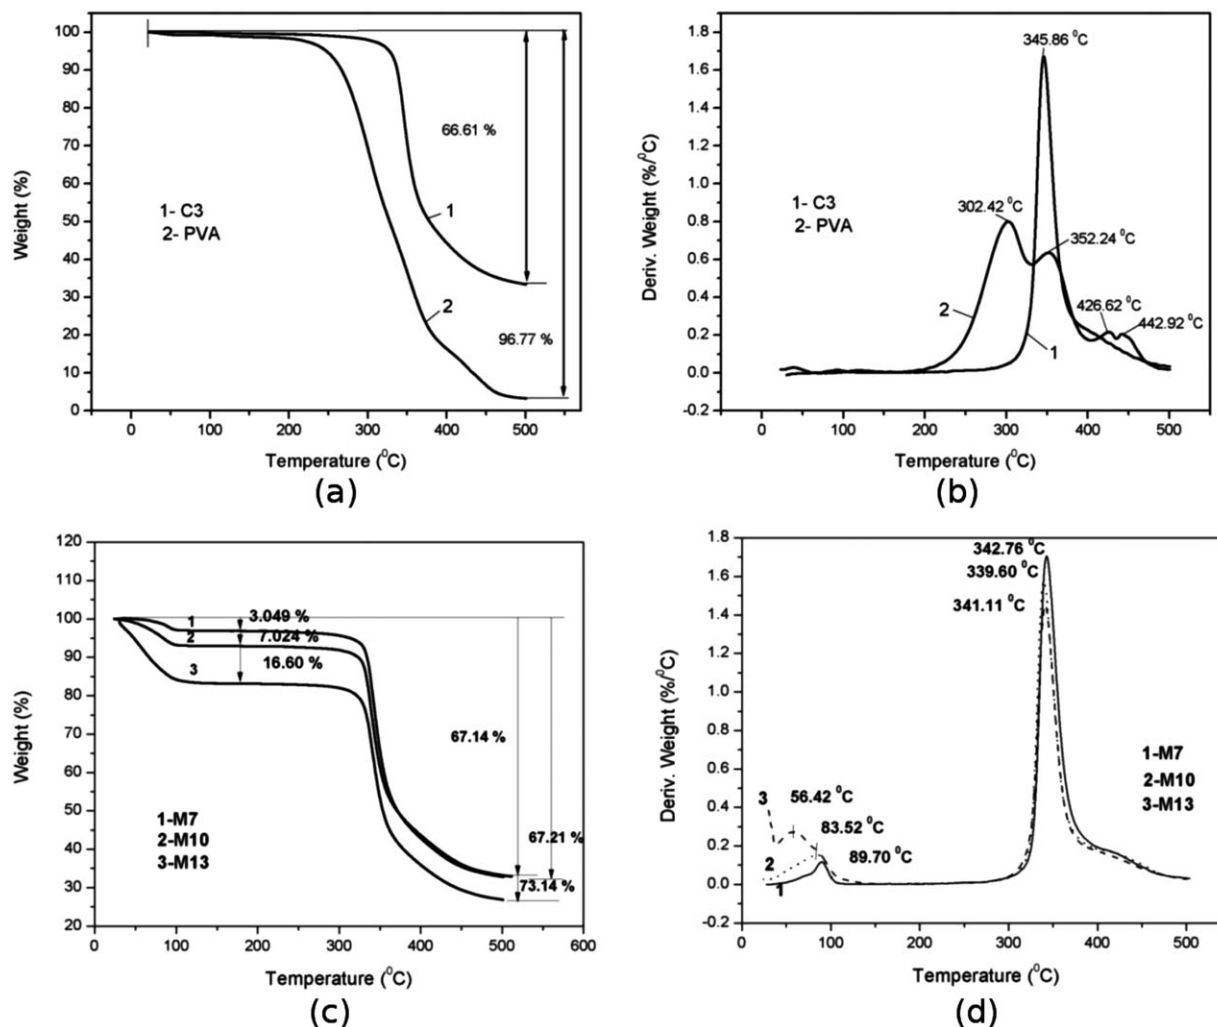 100
90
80
70
60
50
40
30
20
10
0
Weight (%)
66.61 %
1- C3
2- PVA
1
2
96.77 %
0 100 200 300 400 500
Temperature (⁰C)
(a)
1.8
1.6
1.4
1.2
1.0
0.8
0.6
0.4
0.2
0.0
-0.2
Deriv. Weight (%/⁰C)
345.86 ⁰C
1- C3
2- PVA
302.42 ⁰C
352.24 ⁰C
426.62 ⁰C
442.92 ⁰C
2
1
0 100 200 300 400 500
Temperature (⁰C)
(b)
120
110
100
90
80
70
60
50
40
30
20
Weight (%)
1
3.049 %
2
7.024 %
3
16.60 %
67.14 %
1-M7
2-M10
3-M13
67.21 %
73.14 %
0 100 200 300 400 500 600
Temperature (⁰C)
(c)
1.8
1.6
1.4
1.2
1.0
0.8
0.6
0.4
0.2
0.0
-0.2
Deriv. Weight (%/⁰C)
342.76 ⁰C
339.60 ⁰C
341.11 ⁰C
1-M7
2-M10
3-M13
3
56.42 ⁰C
83.52 ⁰C
2
89.70 ⁰C
1
0 100 200 300 400 500
Temperature (⁰C)
(d)